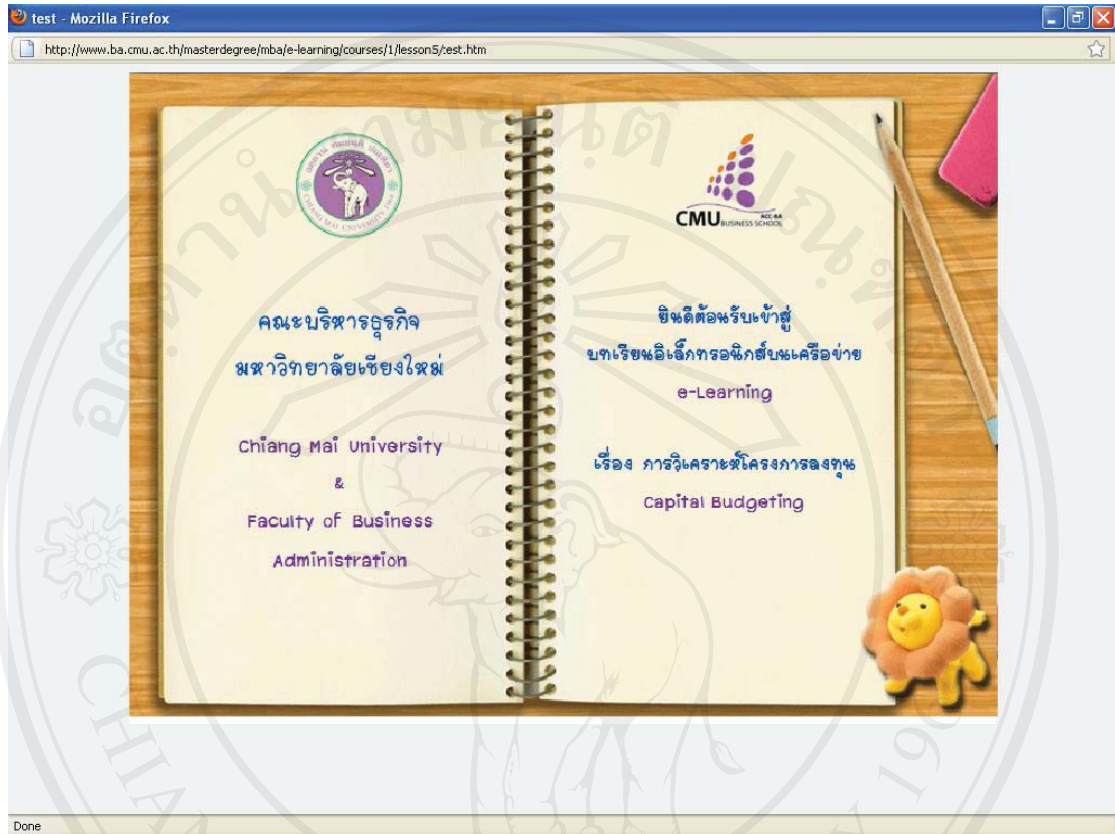 test - Mozilla Firefox
http://www.ba.cmu.ac.th/masterdegree/mba/e-learning/courses/1/lesson5/test.htm
CHIANG MAI UNIVERSITY 1964
คณะบริหารธุรกิจ
มหาวิทยาลัยเชียงใหม่
Chiang Mai University
&
Faculty of Business
Administration
CMU BUSINESS SCHOOL
ACC-BA
ยินดีต้อนรับเข้าสู่
บทเรียนอิเล็กทรอนิกส์บนเครือข่าย
e-Learning
เรื่อง การวิเคราะห์โครงการลงทุน
Capital Budgeting
Done